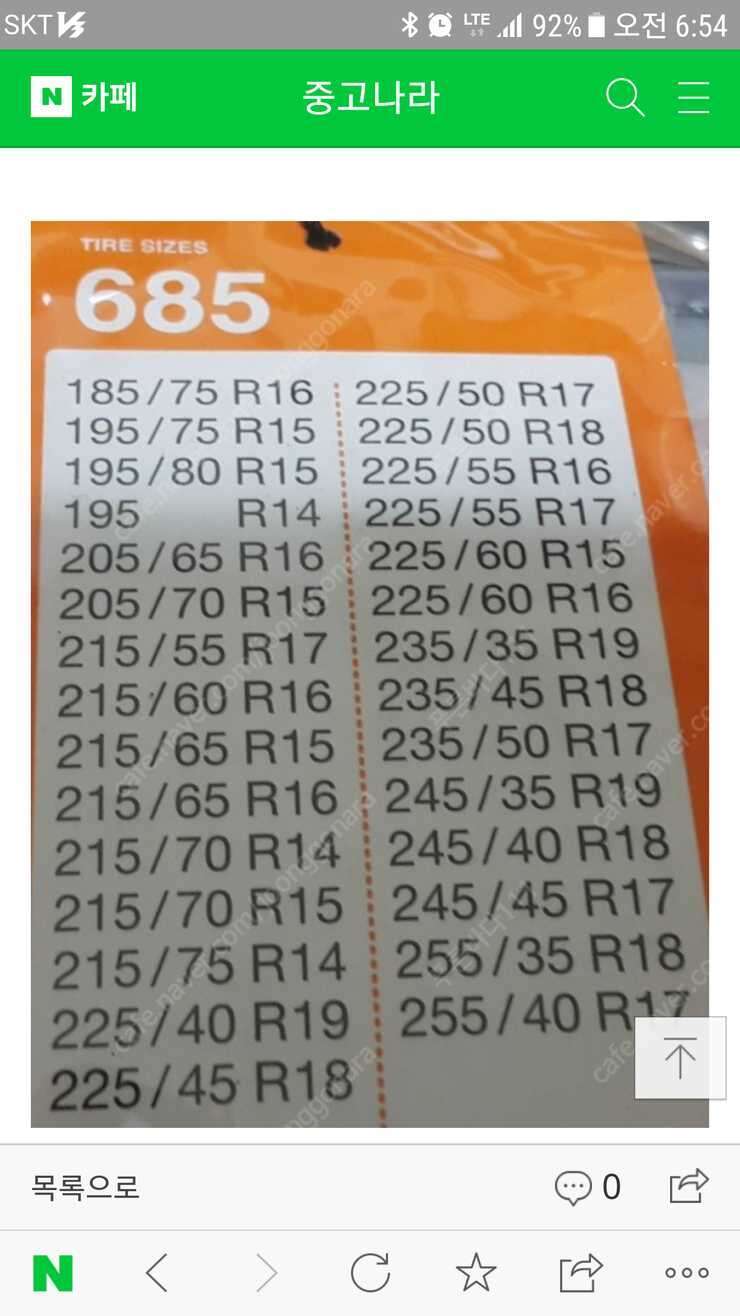 SKT
LTE
92%
오전 6:54
N 카페
중고나라
TIRE SIZES
685
185/75 R16
195/75 R15
195/80 R15
195 R14
205/65 R16
205/70 R15
215/55 R17
215/60 R16
215/65 R15
215/65 R16
215/70 R14
215/70 R15
215/75 R14
225/40 R19
225/45 R18
225/50 R17
225/50 R18
225/55 R16
225/55 R17
225/60 R15
225/60 R16
235/35 R19
235/45 R18
235/50 R17
245/35 R19
245/40 R18
245/45 R17
255/35 R18
255/40 R17
목록으로
0
N